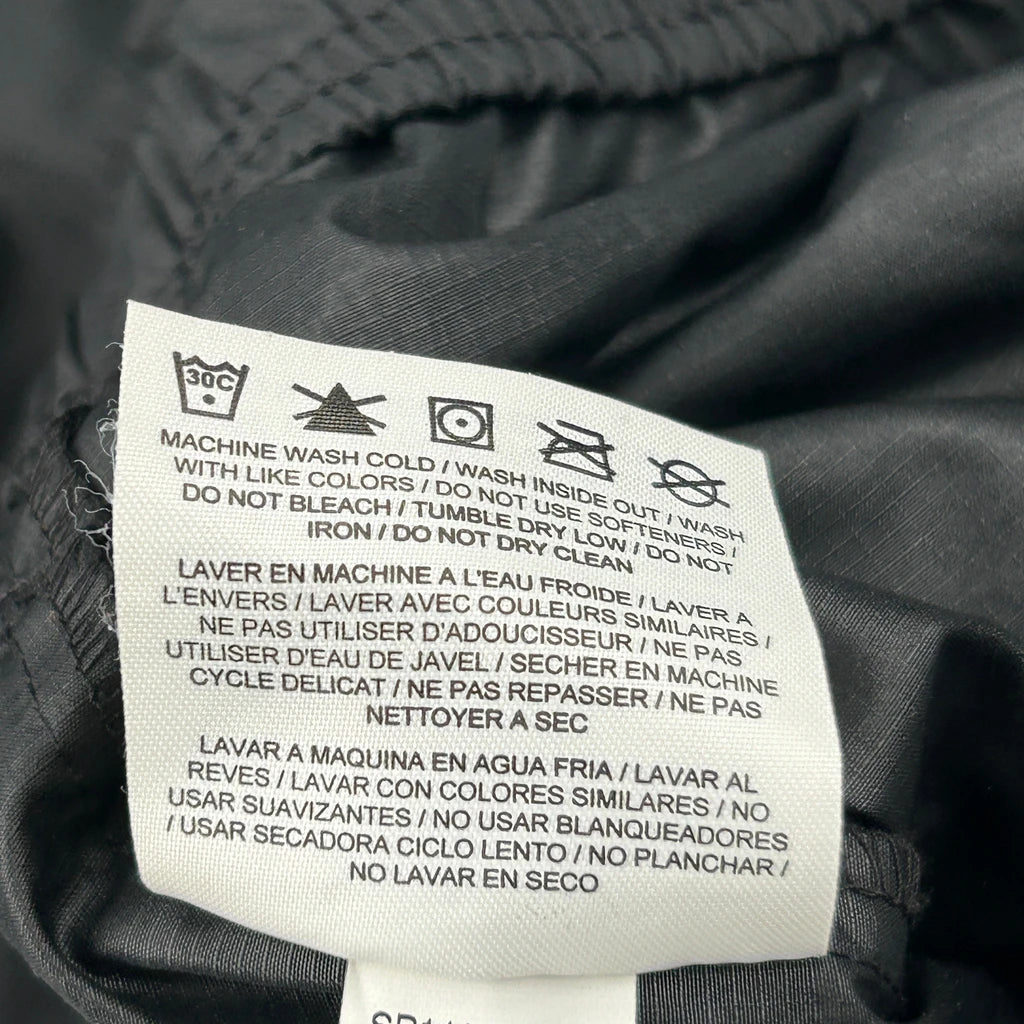 30C
MACHINE WASH COLD / WASH INSIDE OUT / WASH
WITH LIKE COLORS / DO NOT USE SOFTENERS /
DO NOT BLEACH / TUMBLE DRY LOW / DO NOT
IRON / DO NOT DRY CLEAN
LAVER EN MACHINE A L'EAU FROIDE / LAVER A
L'ENVERS / LAVER AVEC COULEURS SIMILAIRES /
NE PAS UTILISER D'ADOUCISSEUR / NE PAS
UTILISER D'EAU DE JAVEL / SECHER EN MACHINE
CYCLE DELICAT / NE PAS REPASSER / NE PAS
NETTOYER A SEC
LAVAR A MAQUINA EN AGUA FRIA / LAVAR AL
REVES / LAVAR CON COLORES SIMILARES / NO
USAR SUAVIZANTES / NO USAR BLANQUEADORES
/ USAR SECADORA CICLO LENTO / NO PLANCHAR /
NO LAVAR EN SECO